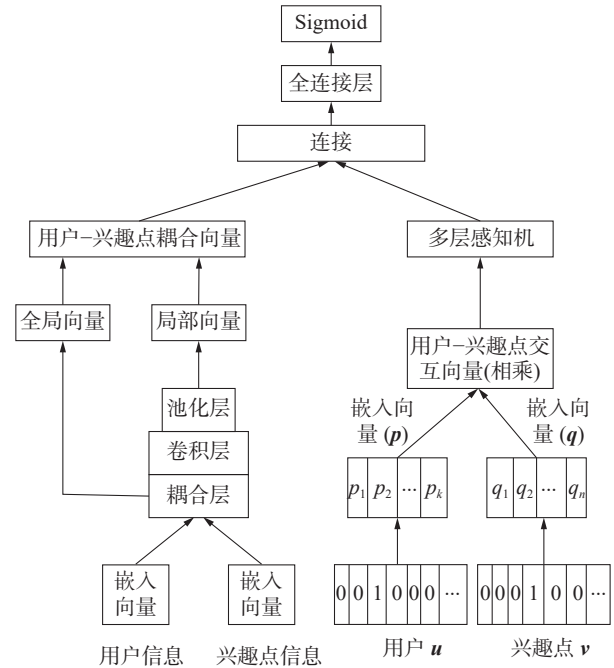 Sigmoid
全连接层
连接
用户-兴趣点耦合向量
多层感知机
全局向量
局部向量
用户-兴趣点交
互向量(相乘)
池化层
卷积层
耦合层
嵌入向
量 (p)
嵌入向
量 (q)
p1 p2 ... pk
q1 q2 ... qn
嵌入
向量
嵌入
向量
0 0 1 0 0 0 ...
0 0 0 1 0 0 ...
用户信息
兴趣点信息
用户 u
兴趣点 v